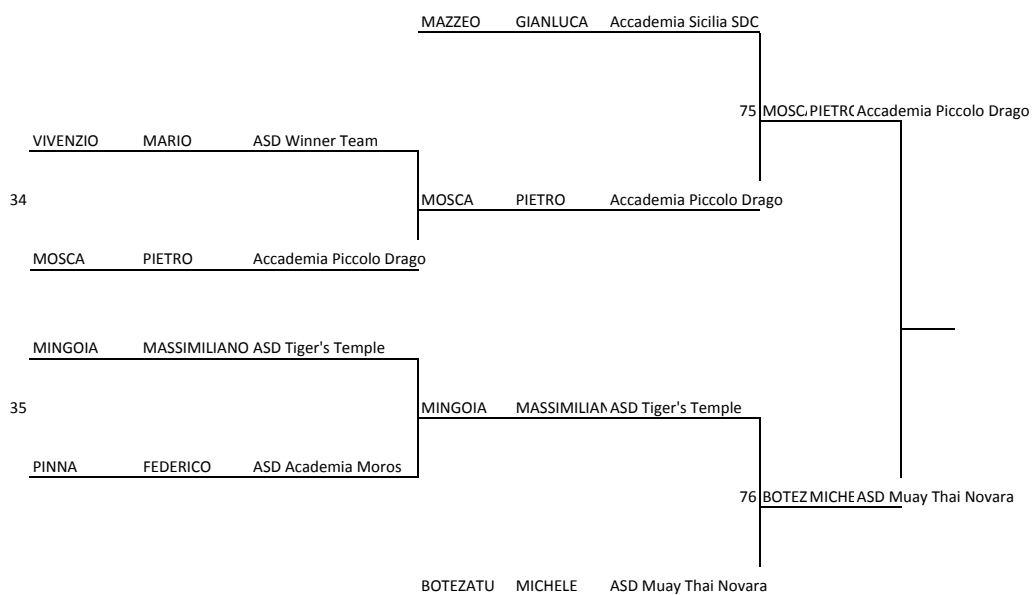 MAZZEO GIANLUCA Accademia Sicilia SDC
75 MOSCA PIETRO Accademia Piccolo Drago
VIVENZIO MARIO ASD Winner Team
34 MOSCA PIETRO Accademia Piccolo Drago
MOSCA PIETRO Accademia Piccolo Drago
MINGOIA MASSIMILIANO ASD Tiger's Temple
35 MINGOIA MASSIMILIAN ASD Tiger's Temple
PINNA FEDERICO ASD Academia Moros
76 BOTEZ MICHE ASD Muay Thai Novara
BOTEZATU MICHELE ASD Muay Thai Novara